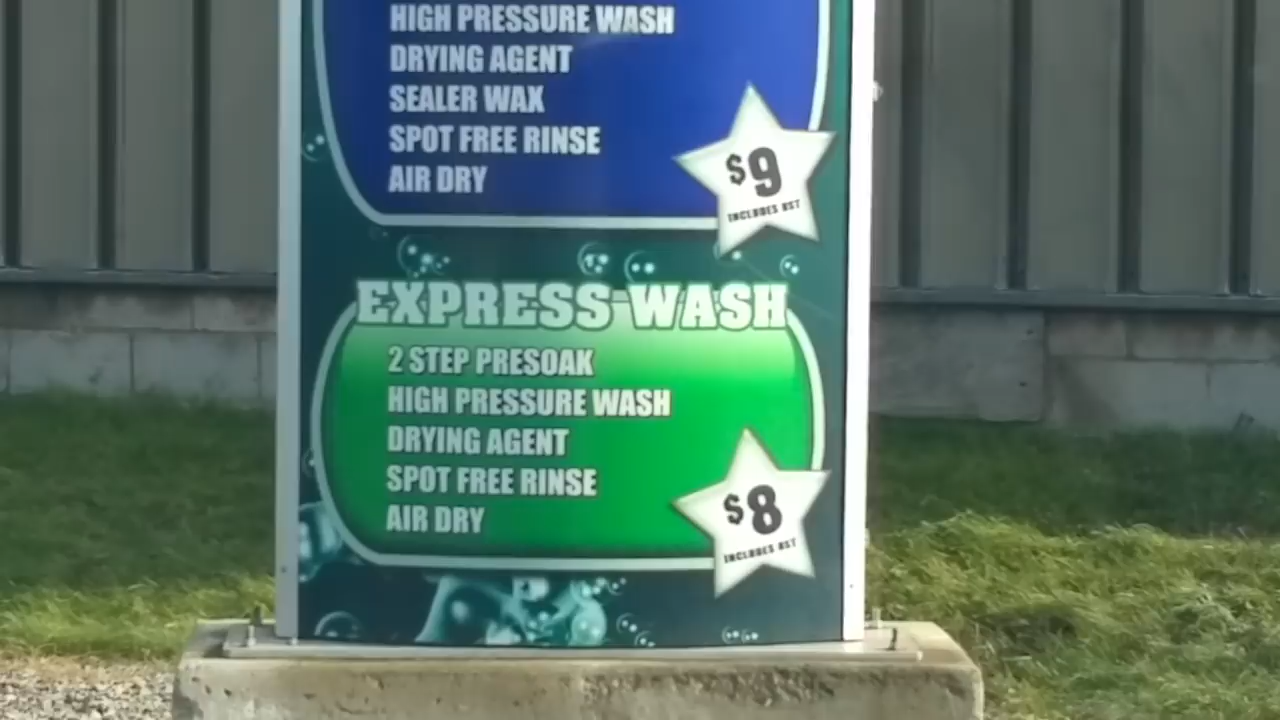 HIGH PRESSURE WASH
DRYING AGENT
SEALER WAX
SPOT FREE RINSE
AIR DRY
$9
INCLUDES HST
EXPRESS WASH
2 STEP PRESOAK
HIGH PRESSURE WASH
DRYING AGENT
SPOT FREE RINSE
AIR DRY
$8
INCLUDES HST